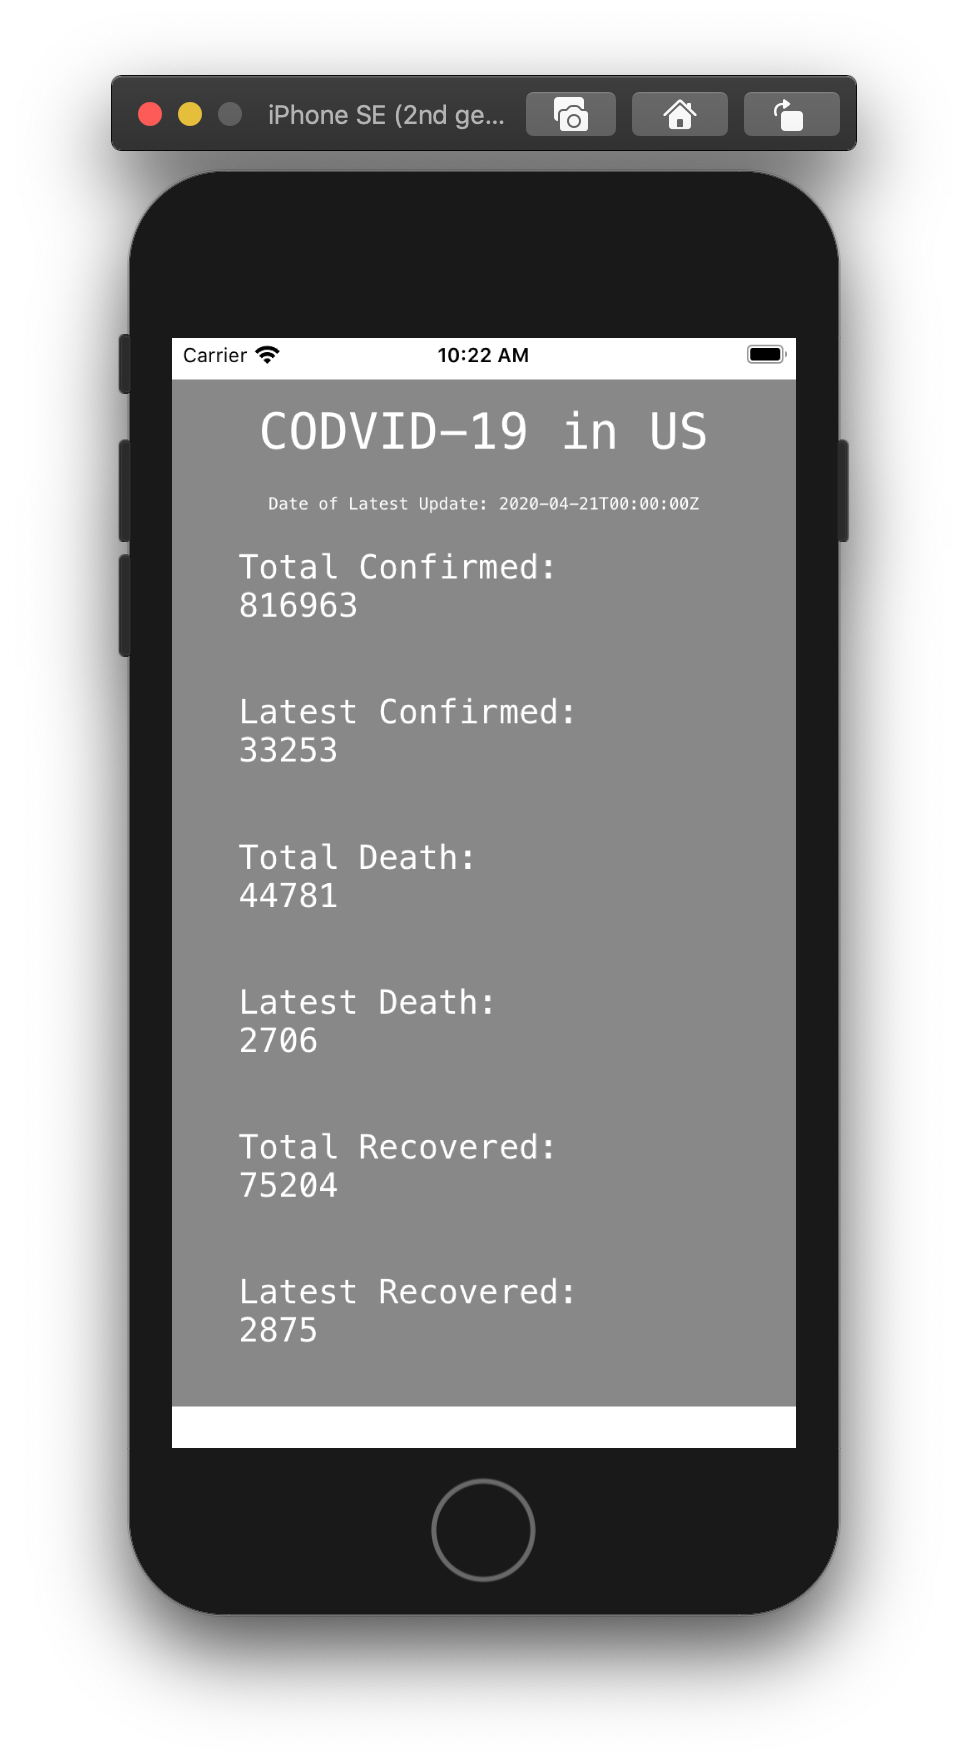 iPhone SE (2nd ge...
Carrier 10:22 AM
CODVID-19 in US
Date of Latest Update: 2020-04-21T00:00:00Z
Total Confirmed:
816963
Latest Confirmed:
33253
Total Death:
44781
Latest Death:
2706
Total Recovered:
75204
Latest Recovered:
2875